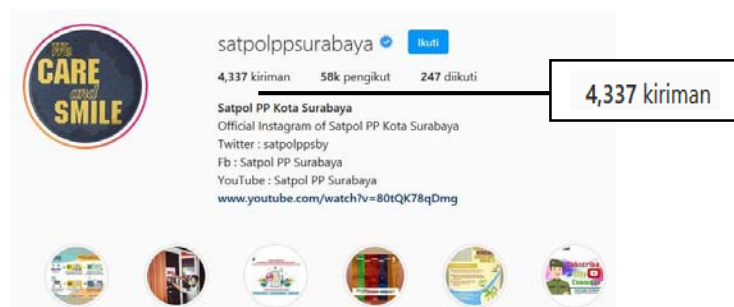 We
CARE
and
SMILE
satpolppsurabaya Ikuti
4,337 kiriman 58k pengikut 247 diikuti
4,337 kiriman
Satpol PP Kota Surabaya
Official Instagram of Satpol PP Kota Surabaya
Twitter : satpolppsby
Fb : Satpol PP Surabaya
YouTube : Satpol PP Surabaya
www.youtube.com/watch?v=80tQK78qDmg